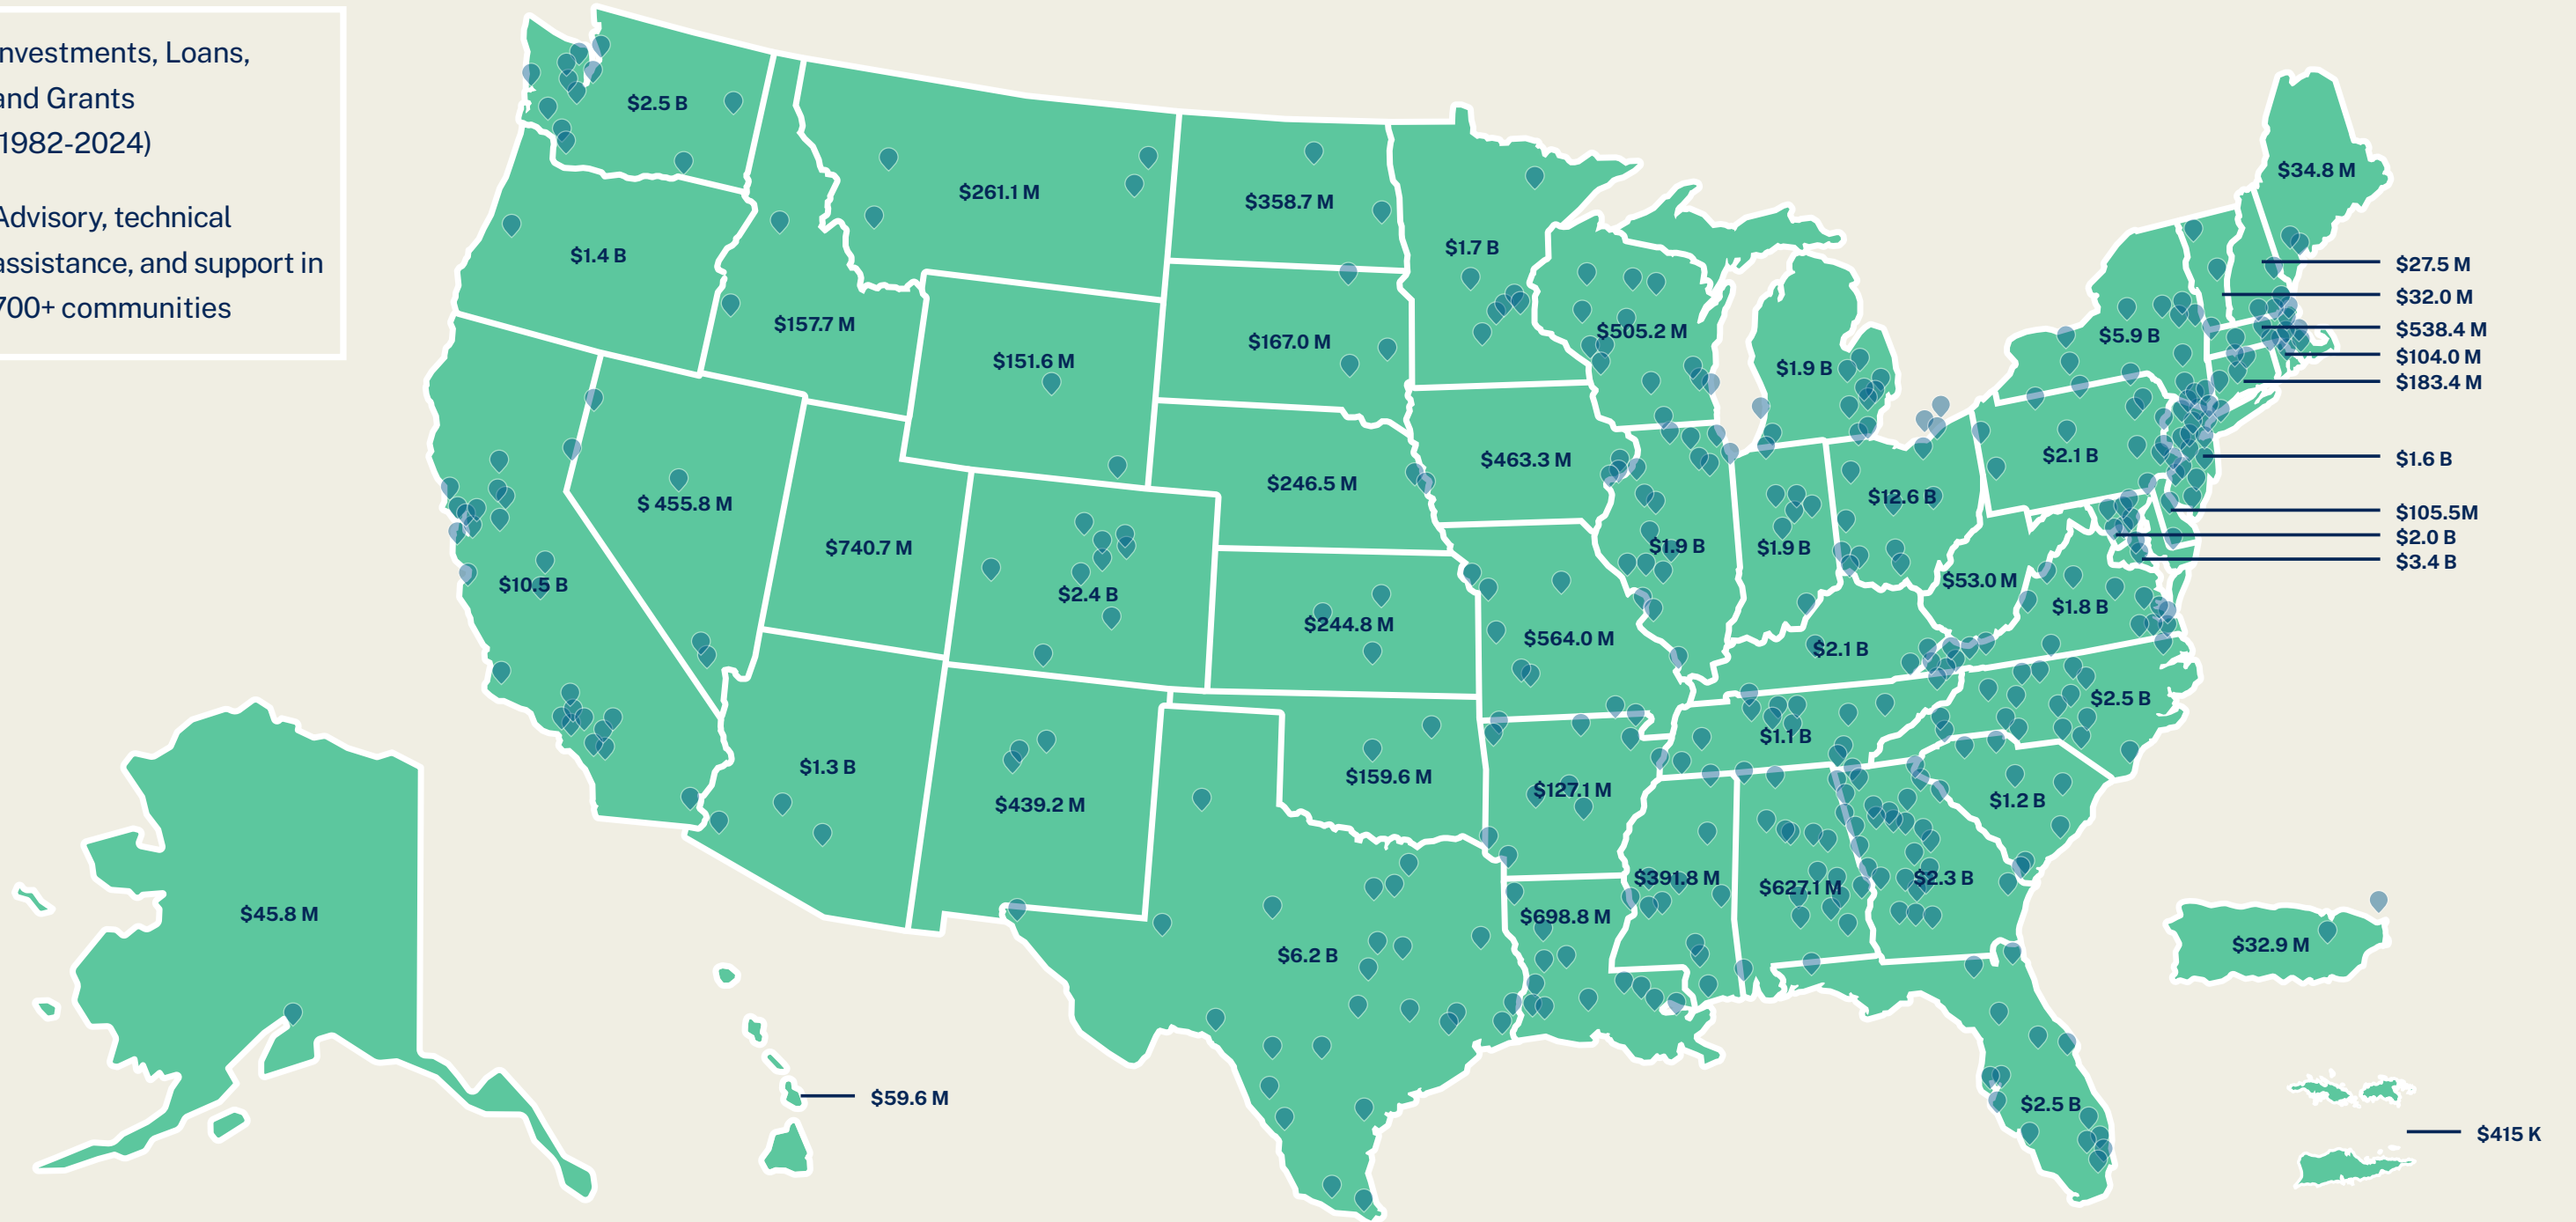 nvestments, Loans,
and Grants
1982-2024)
Advisory, technical
assistance, and support in
700+ communities
$2.5 B
$1.4 B
$261.1 M
$358.7 M
$1.7 B
$34.8 M
$157.7 M
$151.6 M
$167.0 M
$505.2 M
$1.9 B
$5.9 B
$27.5 M
$32.0 M
$538.4 M
$104.0 M
$183.4 M
$ 455.8 M
$740.7 M
$246.5 M
$463.3 M
$12.6 B
$2.1 B
$1.6 B
$105.5M
$2.0 B
$3.4 B
$10.5 B
$2.4 B
$244.8 M
$564.0 M
$1.9 B
$1.9 B
$53.0 M
$1.8 B
$2.1 B
$2.5 B
$1.3 B
$439.2 M
$159.6 M
$127.1 M
$1.1 B
$1.2 B
$45.8 M
$6.2 B
$698.8 M
$391.8 M
$627.1 M
$2.3 B
$32.9 M
$59.6 M
$2.5 B
$415 K